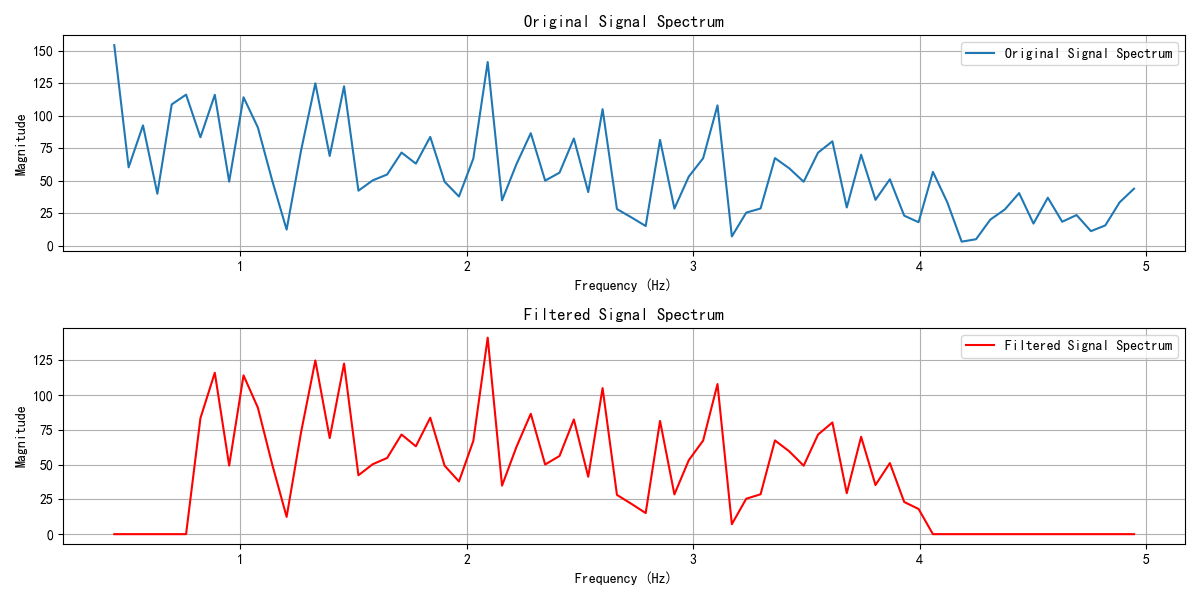 Original Signal Spectrum
Original Signal Spectrum
Magnitude
150
125
100
75
50
25
0
1 2 3 4 5
Frequency (Hz)
Filtered Signal Spectrum
Filtered Signal Spectrum
Magnitude
125
100
75
50
25
0
1 2 3 4 5
Frequency (Hz)